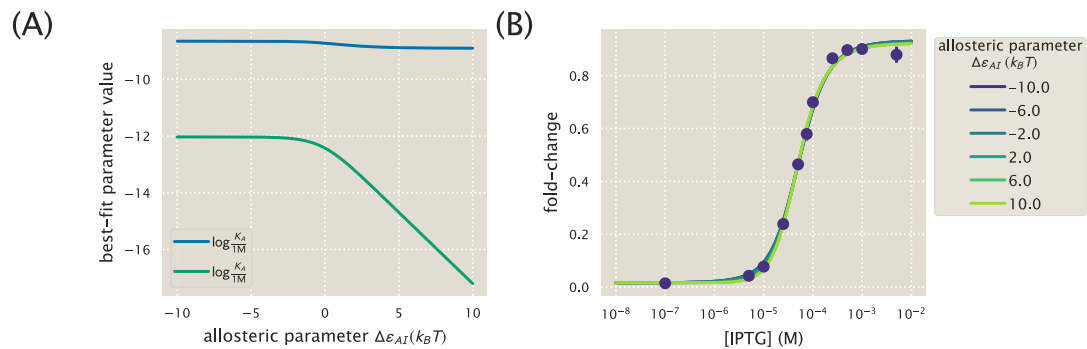 (A)
best-fit parameter value
−10
−12
−14
−16
log K_A/1M
log K_A/1M
−10
−5
0
5
10
allosteric parameter Δε_AI (k_BT)
(B)
fold-change
0.8
0.6
0.4
0.2
0.0
10⁻⁸
10⁻⁷
10⁻⁶
10⁻⁵
10⁻⁴
10⁻³
10⁻²
[IPTG] (M)
allosteric parameter
Δε_AI (k_BT)
−10.0
−6.0
−2.0
2.0
6.0
10.0